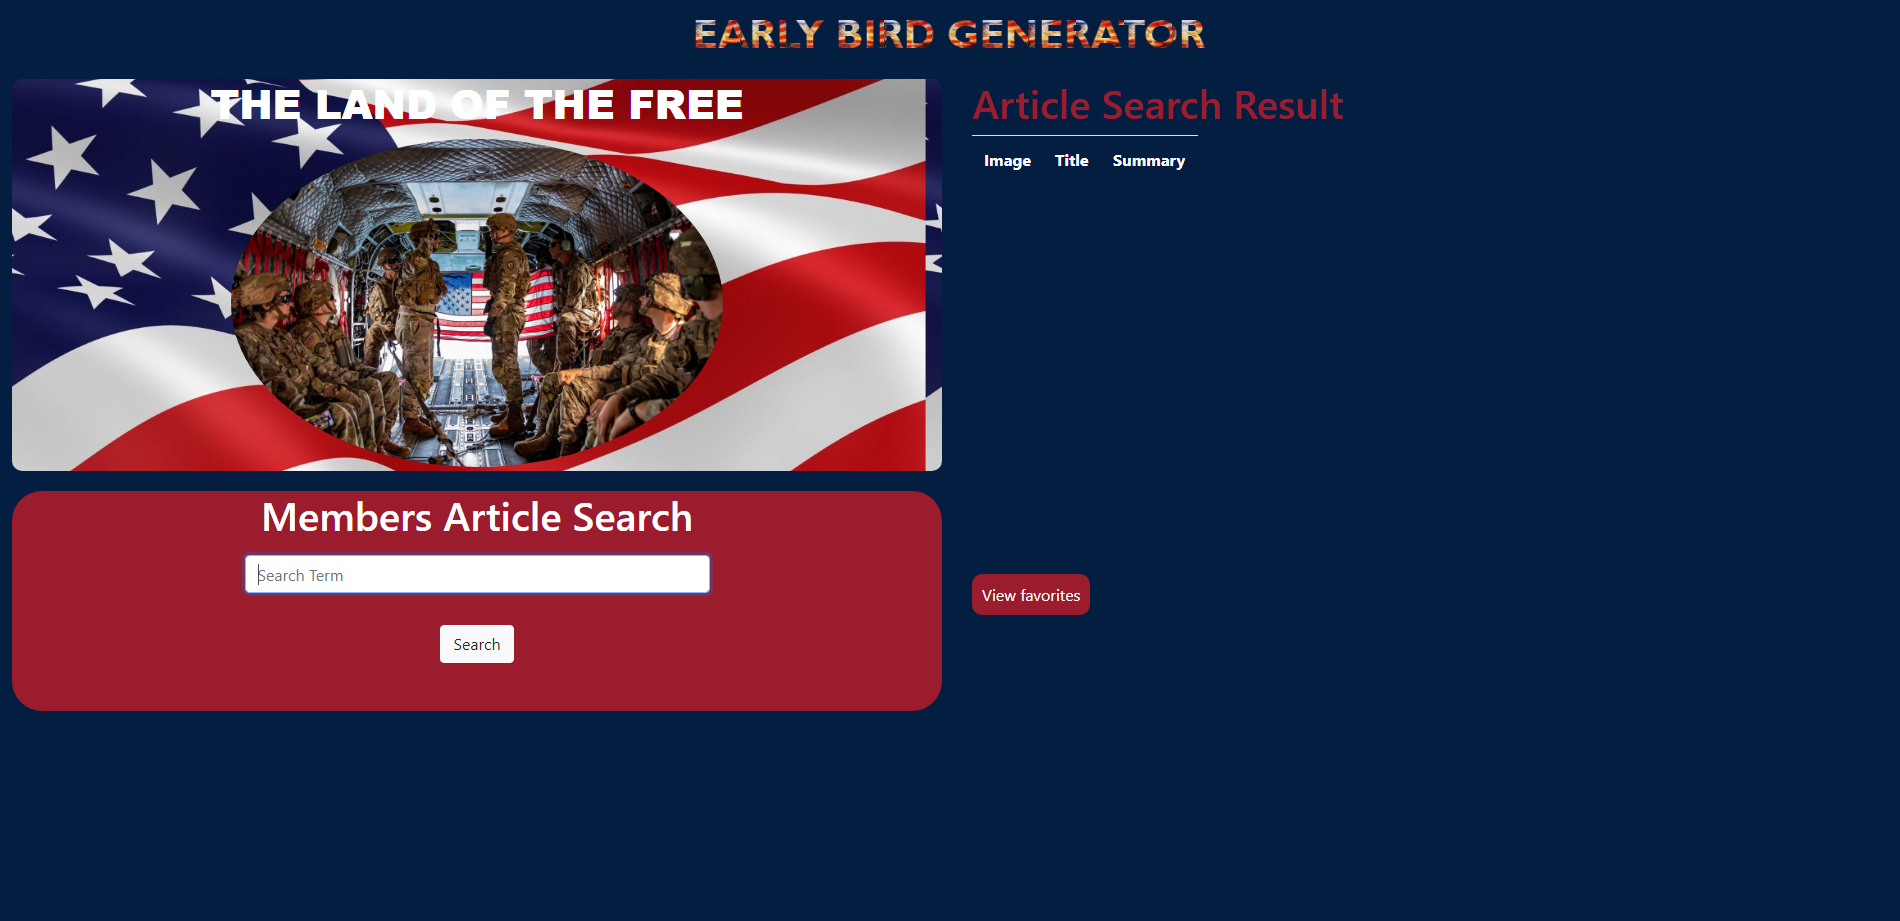 EARLY BIRD GENERATOR
THE LAND OF THE FREE
Members Article Search
Search Term
Search
Article Search Result
Image Title Summary
View favorites